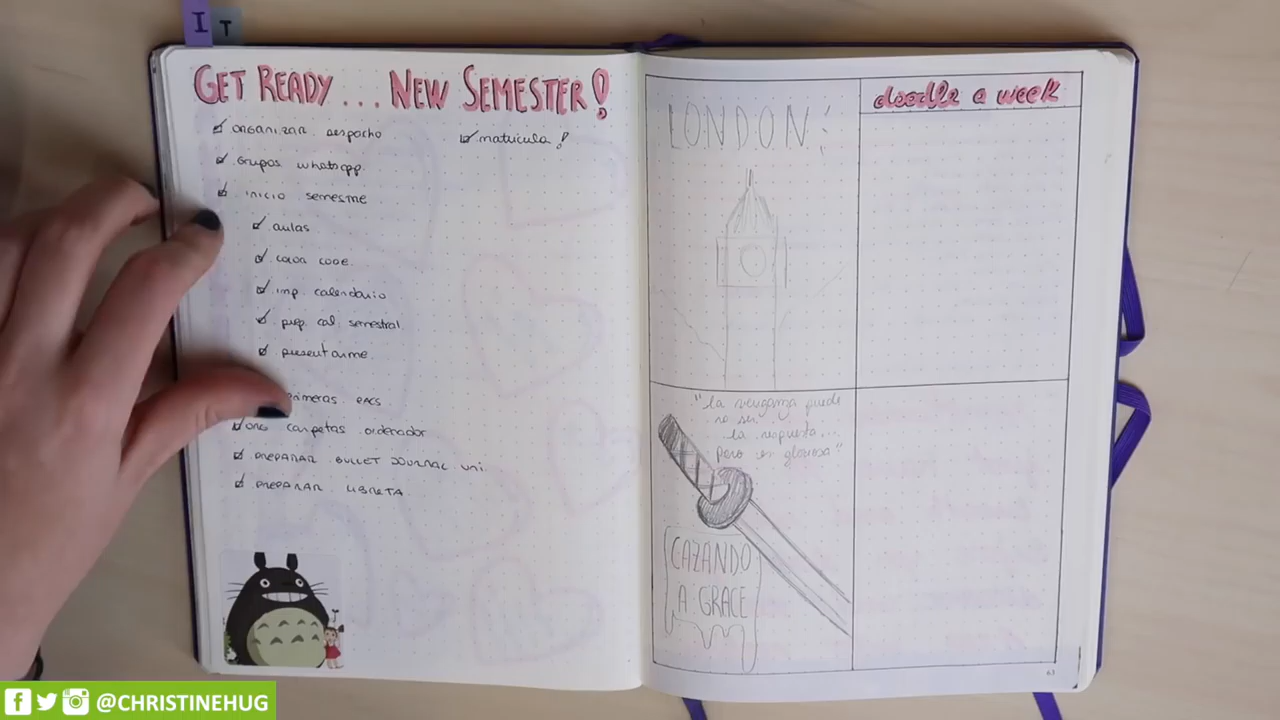 I T
GET READY... NEW SEMESTER!
ORGANIZAR despacho
matrícula!
Grupos whatsapp
inicio semestre
aulas
color code.
imp. calendario
prep cal semestral
presentarme.
primeras PACS
carpetas ordenador
PREPARAR BULLET JOURNAL UNI.
PREPARAR LIBRETA
LONDON
doodle a week
"la venganza puede
no ser...
la respuesta...
pero es gloriosa"
CAZANDO
A GRACE
63
@CHRISTINEHUG